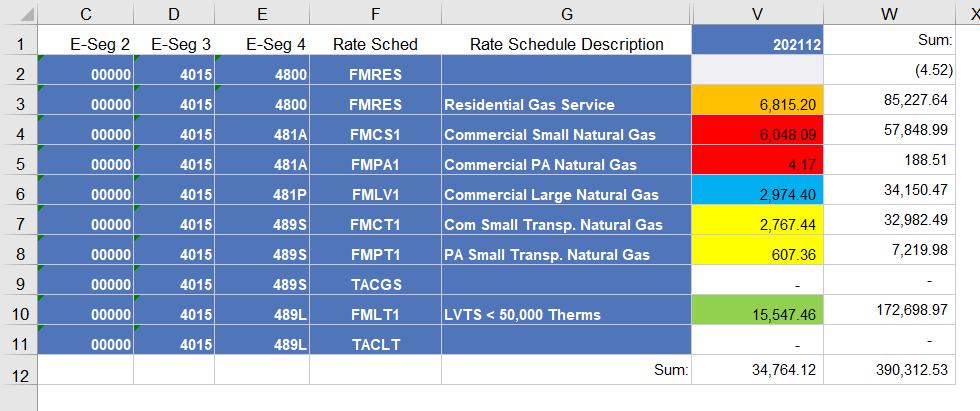 C D E F G V W X
1 E-Seg 2 E-Seg 3 E-Seg 4 Rate Sched Rate Schedule Description 202112 Sum:
2 00000 4015 4800 FMRES (4.52)
3 00000 4015 4800 FMRES Residential Gas Service 6,815.20 85,227.64
4 00000 4015 481A FMCS1 Commercial Small Natural Gas 6,048.09 57,848.99
5 00000 4015 481A FMPA1 Commercial PA Natural Gas 4.17 188.51
6 00000 4015 481P FMLV1 Commercial Large Natural Gas 2,974.40 34,150.47
7 00000 4015 489S FMCT1 Com Small Transp. Natural Gas 2,767.44 32,982.49
8 00000 4015 489S FMPT1 PA Small Transp. Natural Gas 607.36 7,219.98
9 00000 4015 489S TACGS - -
10 00000 4015 489L FMLT1 LVTS < 50,000 Therms 15,547.46 172,698.97
11 00000 4015 489L TACLT - -
12 Sum: 34,764.12 390,312.53